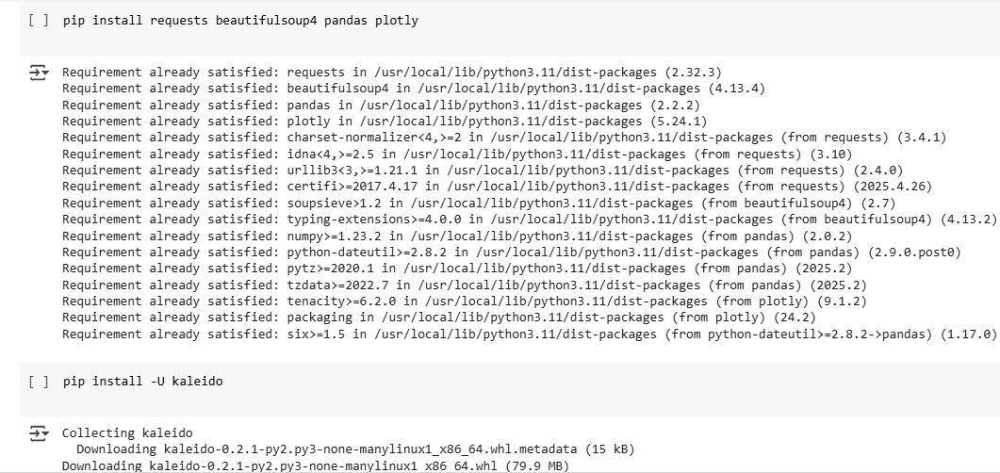 [ ] pip install requests beautifulsoup4 pandas plotly
Requirement already satisfied: requests in /usr/local/lib/python3.11/dist-packages (2.32.3)
Requirement already satisfied: beautifulsoup4 in /usr/local/lib/python3.11/dist-packages (4.13.4)
Requirement already satisfied: pandas in /usr/local/lib/python3.11/dist-packages (2.2.2)
Requirement already satisfied: plotly in /usr/local/lib/python3.11/dist-packages (5.24.1)
Requirement already satisfied: charset-normalizer<4,>=2 in /usr/local/lib/python3.11/dist-packages (from requests) (3.4.1)
Requirement already satisfied: idna<4,>=2.5 in /usr/local/lib/python3.11/dist-packages (from requests) (3.10)
Requirement already satisfied: urllib3<3,>=1.21.1 in /usr/local/lib/python3.11/dist-packages (from requests) (2.4.0)
Requirement already satisfied: certifi>=2017.4.17 in /usr/local/lib/python3.11/dist-packages (from requests) (2025.4.26)
Requirement already satisfied: soupsieve>1.2 in /usr/local/lib/python3.11/dist-packages (from beautifulsoup4) (2.7)
Requirement already satisfied: typing-extensions>=4.0.0 in /usr/local/lib/python3.11/dist-packages (from beautifulsoup4) (4.13.2)
Requirement already satisfied: numpy>=1.23.2 in /usr/local/lib/python3.11/dist-packages (from pandas) (2.0.2)
Requirement already satisfied: python-dateutil>=2.8.2 in /usr/local/lib/python3.11/dist-packages (from pandas) (2.9.0.post0)
Requirement already satisfied: pytz>=2020.1 in /usr/local/lib/python3.11/dist-packages (from pandas) (2025.2)
Requirement already satisfied: tzdata>=2022.7 in /usr/local/lib/python3.11/dist-packages (from pandas) (2025.2)
Requirement already satisfied: tenacity>=6.2.0 in /usr/local/lib/python3.11/dist-packages (from plotly) (9.1.2)
Requirement already satisfied: packaging in /usr/local/lib/python3.11/dist-packages (from plotly) (24.2)
Requirement already satisfied: six>=1.5 in /usr/local/lib/python3.11/dist-packages (from python-dateutil>=2.8.2->pandas) (1.17.0)
[ ] pip install -U kaleido
Collecting kaleido
Downloading kaleido-0.2.1-py2.py3-none-manylinux1_x86_64.whl.metadata (15 kB)
Downloading kaleido-0.2.1-py2.py3-none-manylinux1_x86_64.whl (79.9 MB)